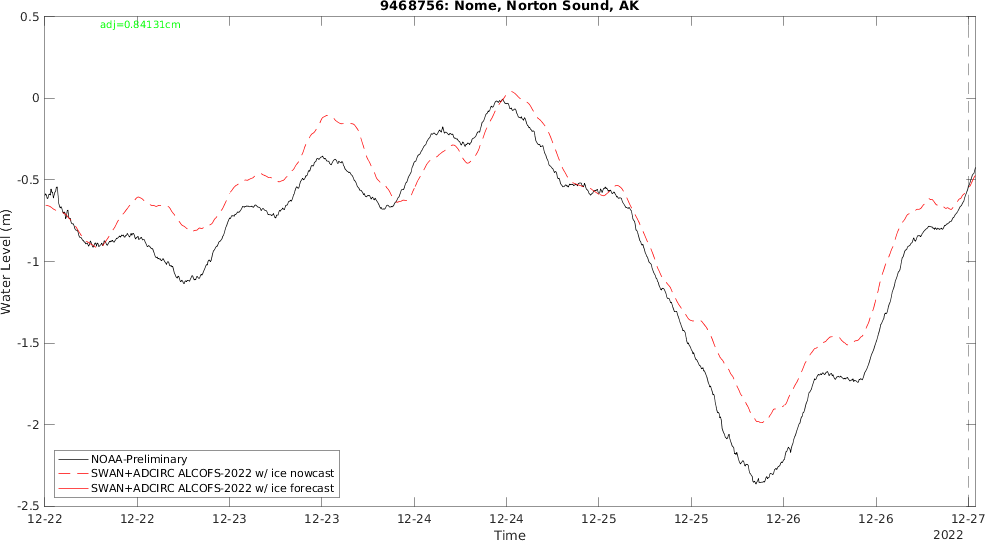 9468756: Nome, Norton Sound, AK
adj=0.84131cm
0.5
0
-0.5
-1
-1.5
-2
-2.5
Water Level (m)
NOAA-Preliminary
SWAN+ADCIRC ALCOFS-2022 w/ ice nowcast
SWAN+ADCIRC ALCOFS-2022 w/ ice forecast
12-22 12-22 12-23 12-23 12-24 12-24 12-25 12-25 12-26 12-26 12-27
Time
2022